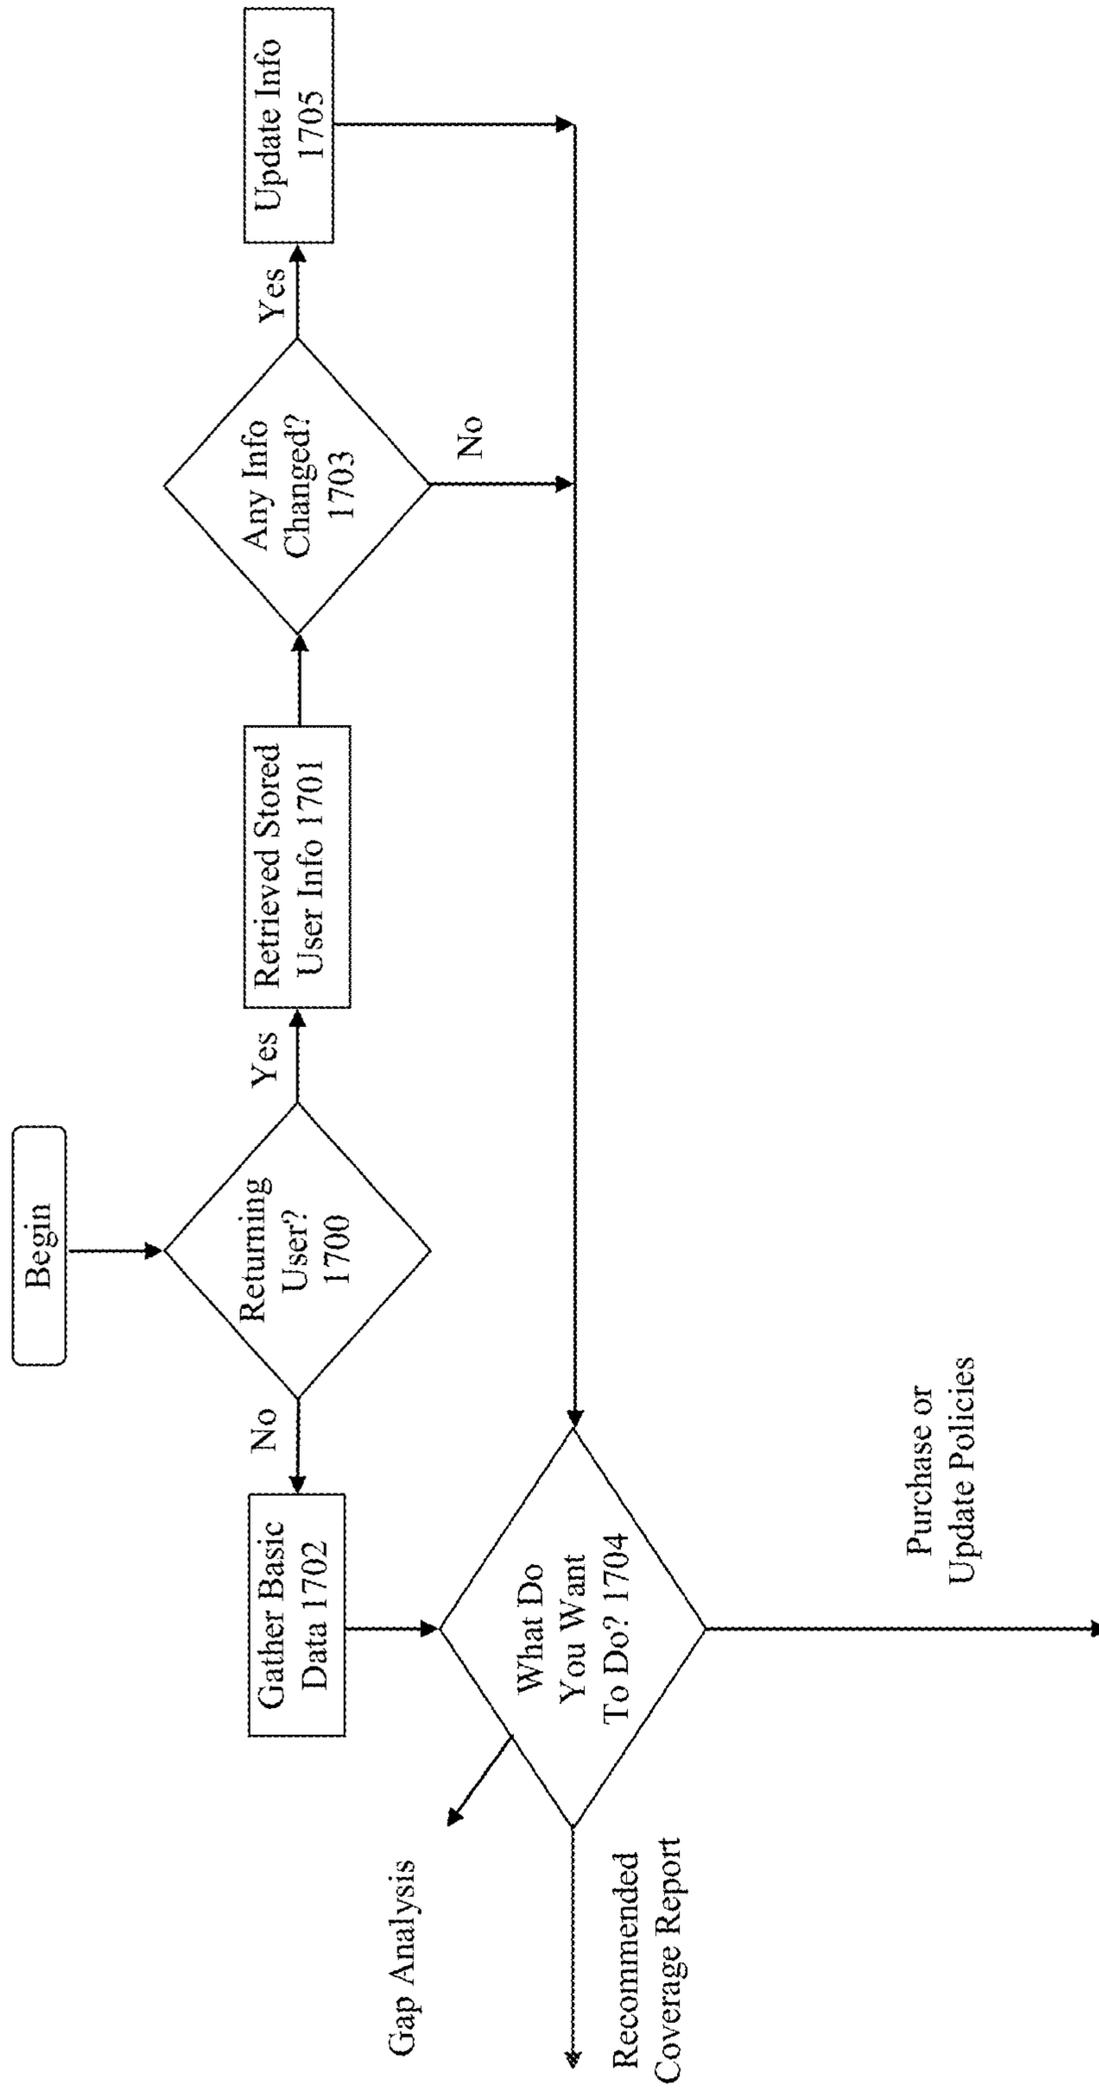 Begin
Returning
User?
1700
Yes
No
Retrieved Stored
User Info 1701
Any Info
Changed?
1703
Yes
No
Update Info
1705
Gather Basic
Data 1702
What Do
You Want
To Do? 1704
Gap Analysis
Recommended
Coverage Report
Purchase or
Update Policies